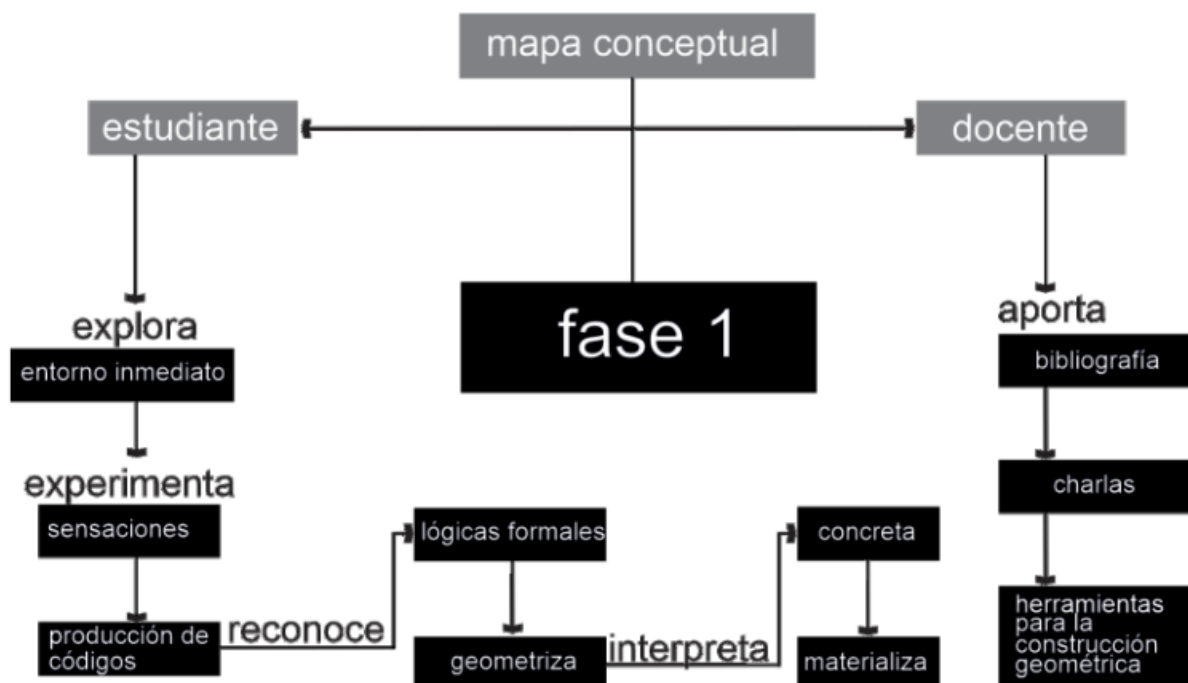 mapa conceptual
estudiante
docente
fase 1
explora
entorno inmediato
experimenta
sensaciones
producción de
códigos
reconoce
lógicas formales
geometriza
interpreta
concreta
materializa
aporta
bibliografía
charlas
herramientas
para la
construcción
geométrica